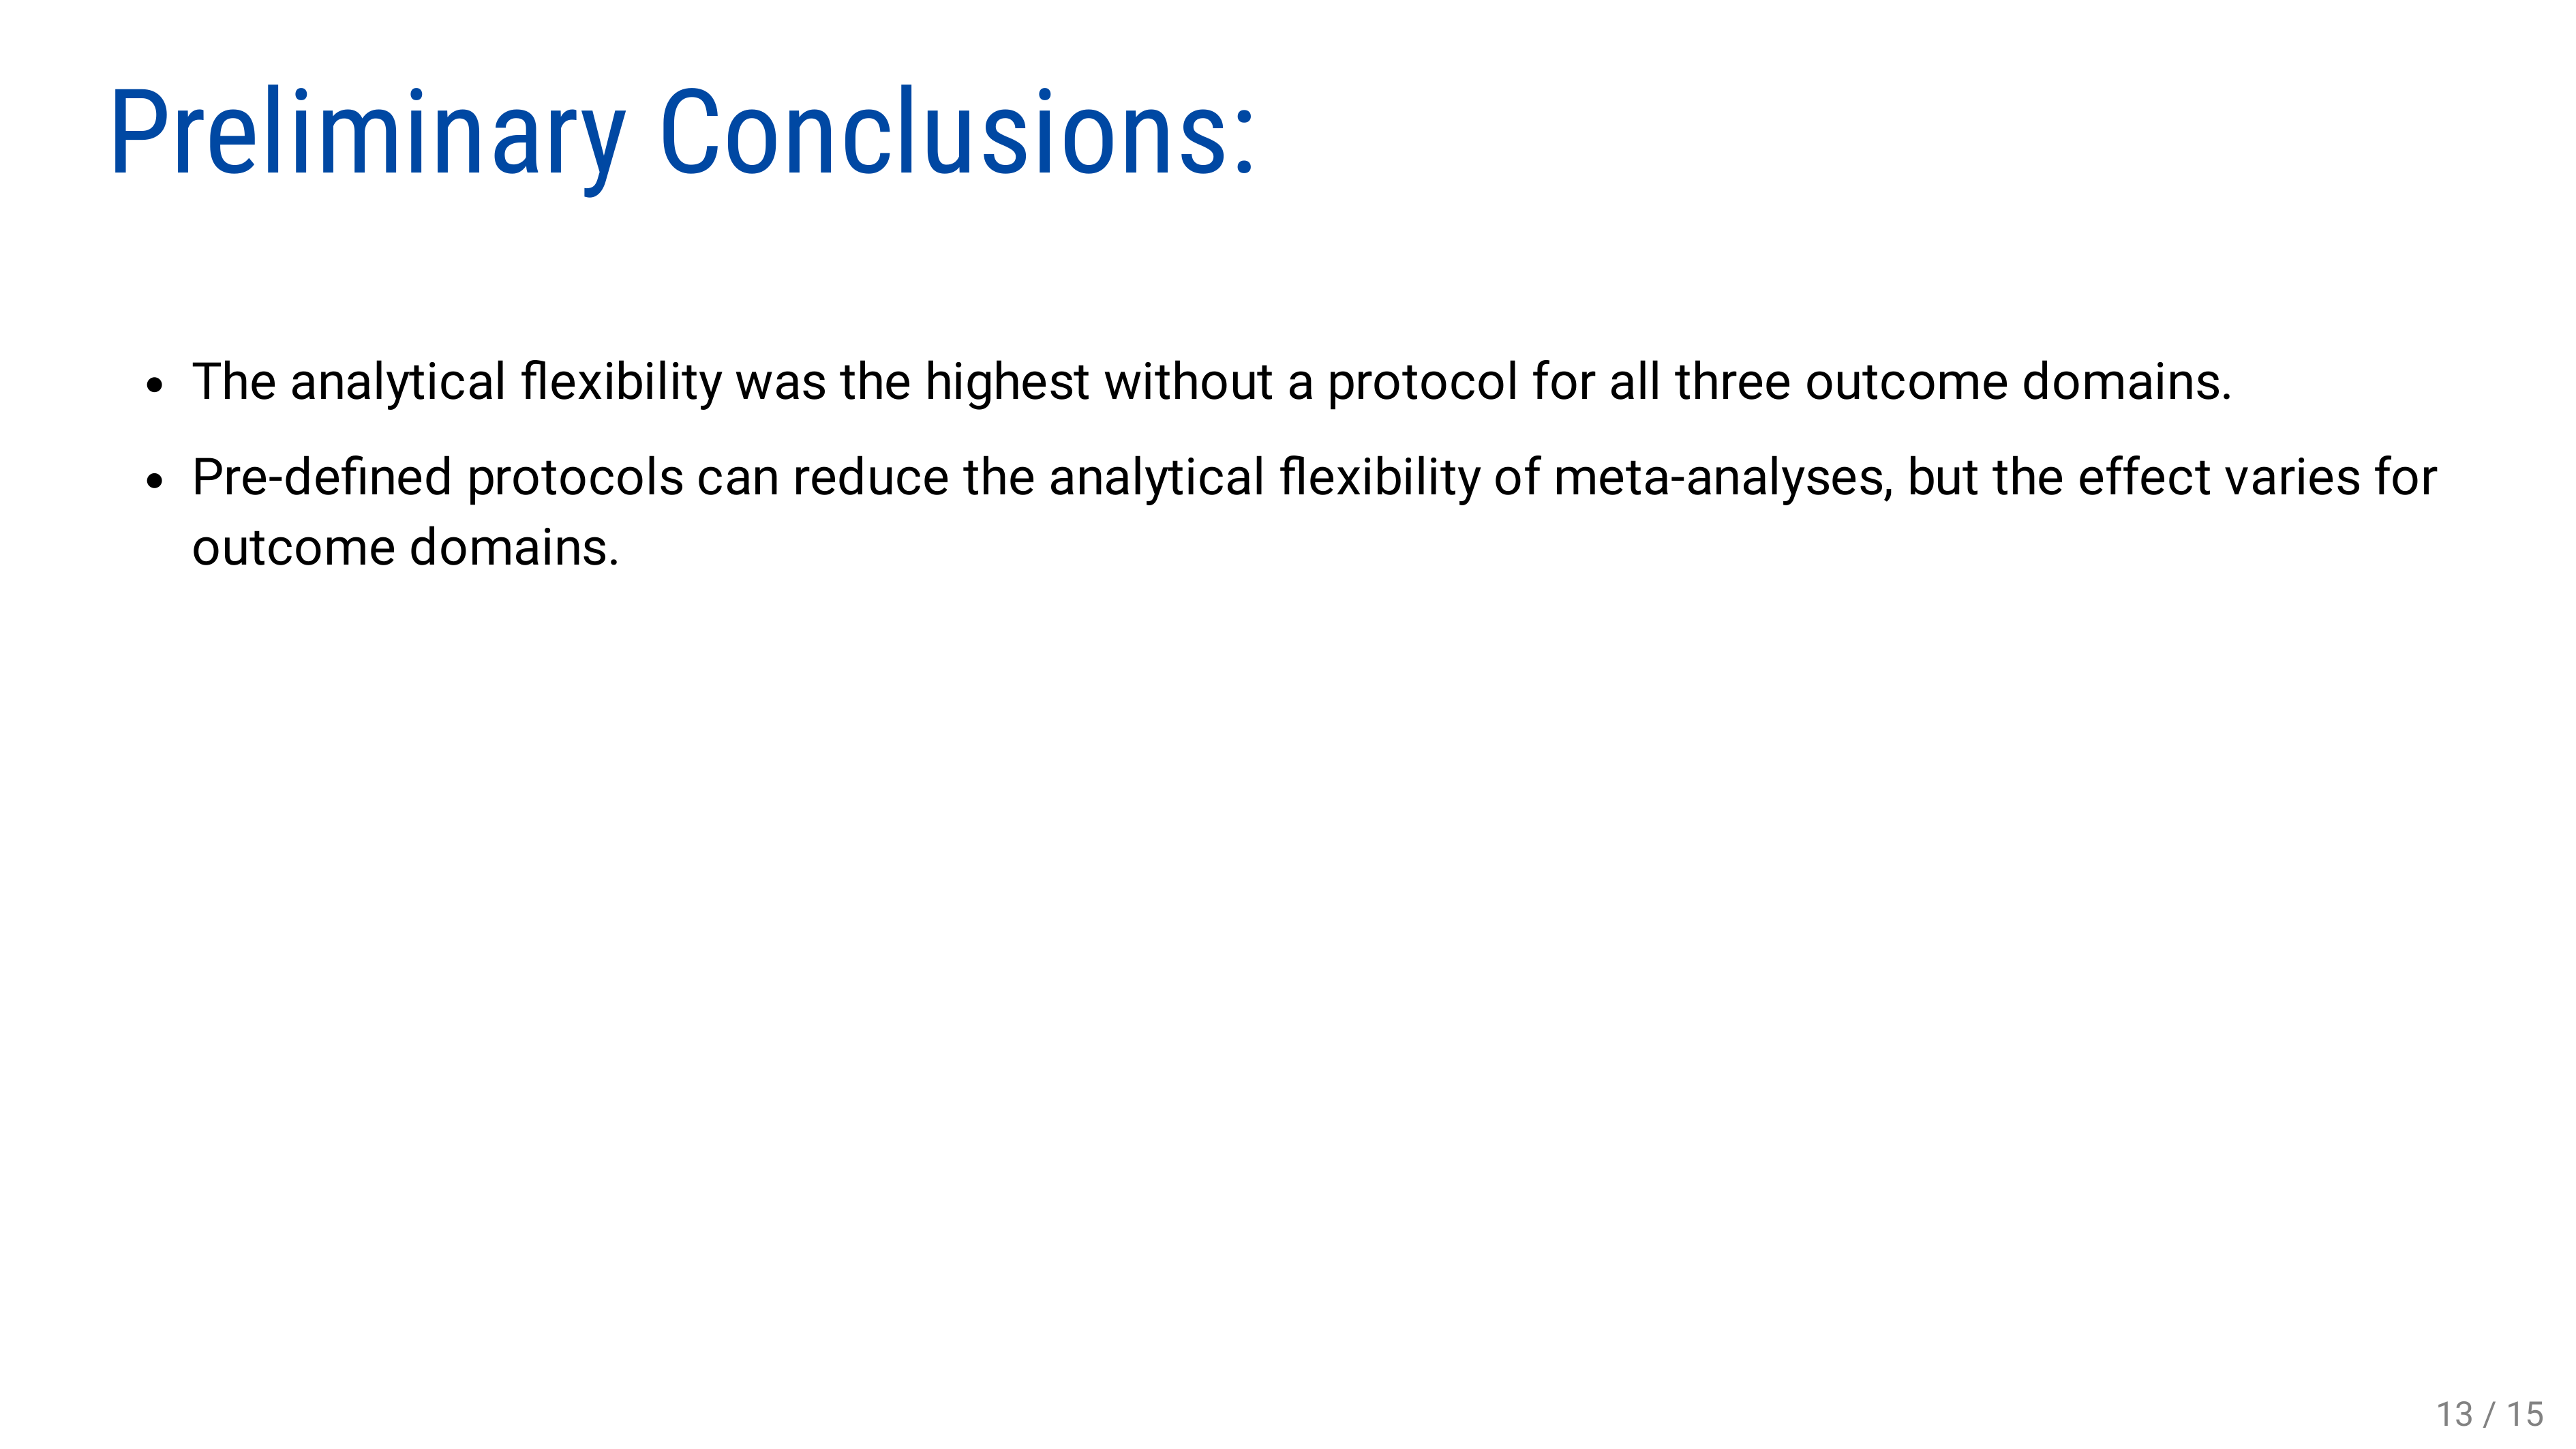 Preliminary Conclusions:
• The analytical flexibility was the highest without a protocol for all three outcome domains.
• Pre-defined protocols can reduce the analytical flexibility of meta-analyses, but the effect varies for
outcome domains.
13 / 15